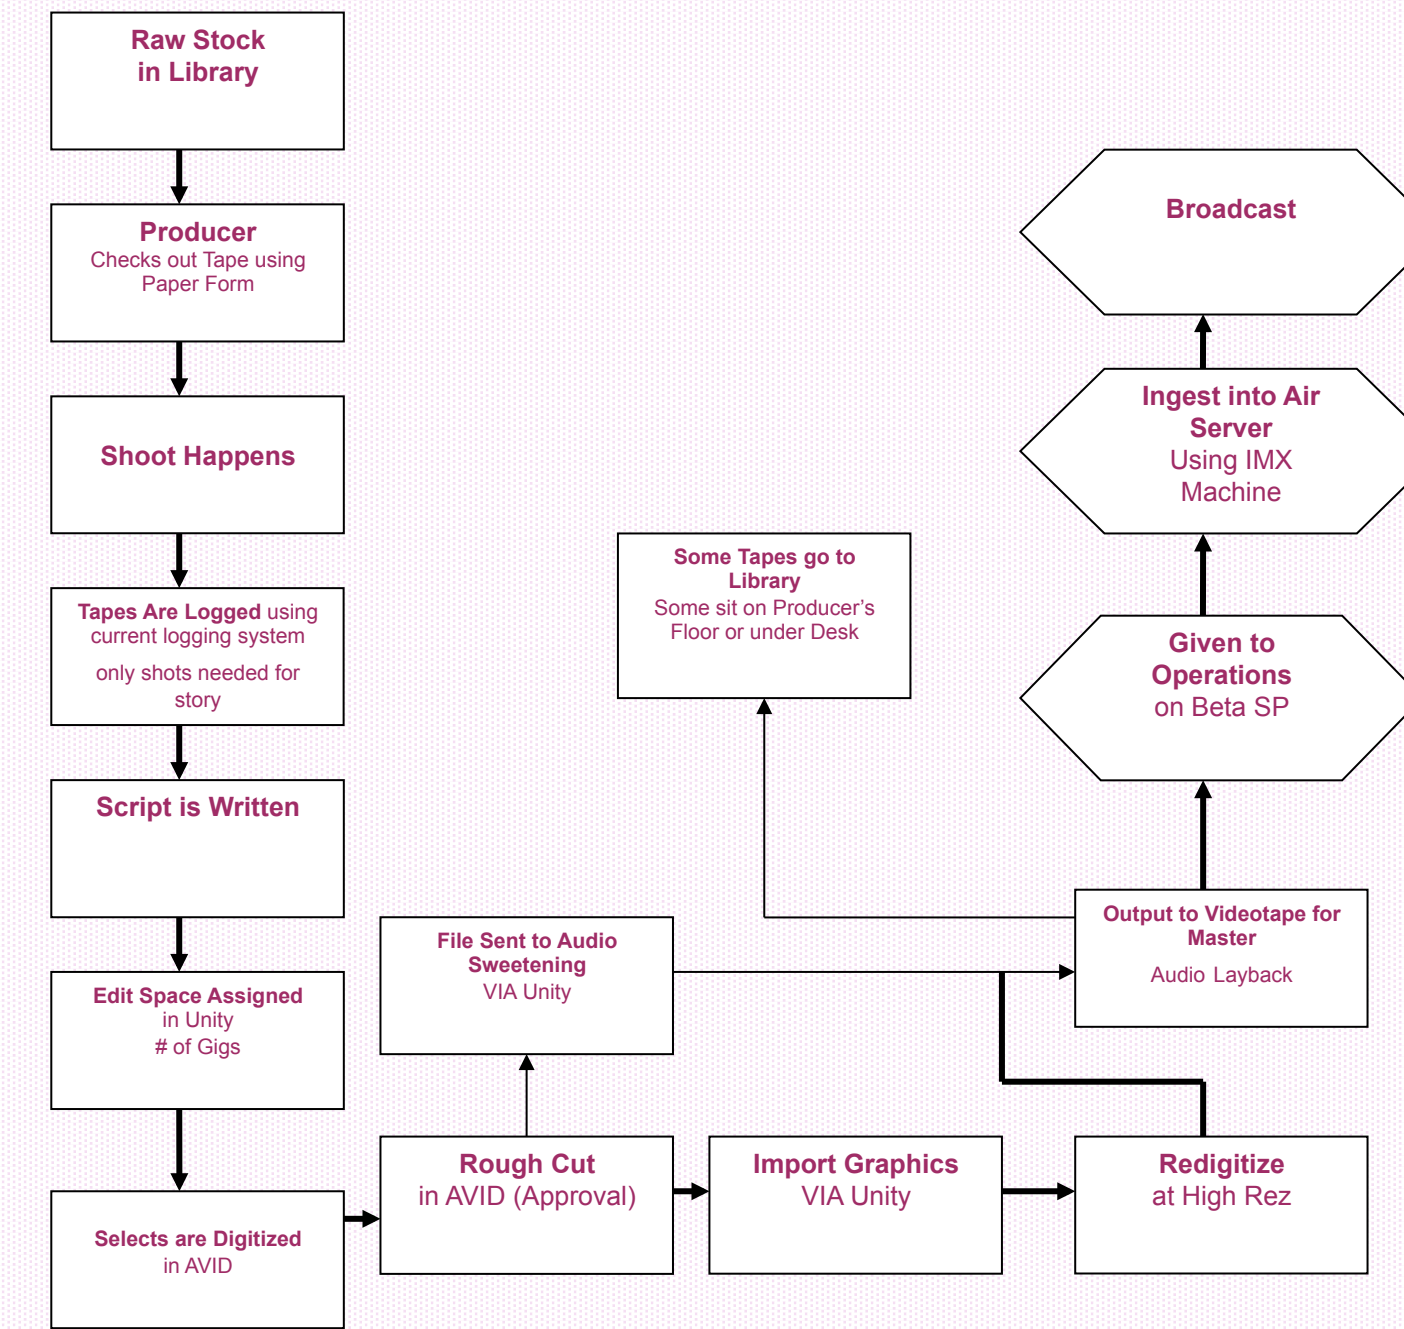 Raw Stock
in Library
Producer
Checks out Tape using
Paper Form
Shoot Happens
Tapes Are Logged using
current logging system
only shots needed for
story
Script is Written
Edit Space Assigned
in Unity
# of Gigs
Selects are Digitized
in AVID
Rough Cut
in AVID (Approval)
File Sent to Audio
Sweetening
VIA Unity
Import Graphics
VIA Unity
Redigitize
at High Rez
Output to Videotape for
Master
Audio Layback
Some Tapes go to
Library
Some sit on Producer’s
Floor or under Desk
Given to
Operations
on Beta SP
Ingest into Air
Server
Using IMX
Machine
Broadcast